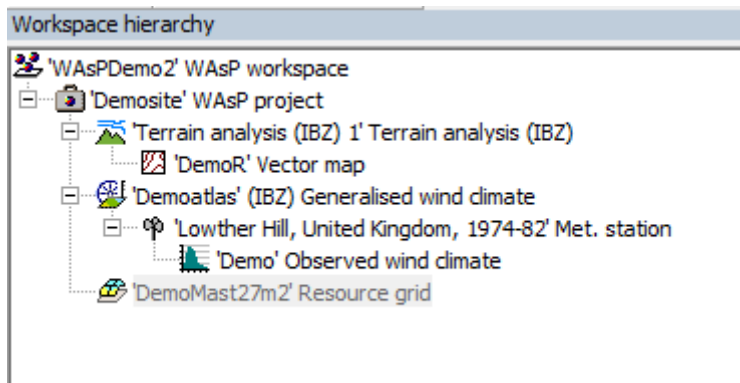 Workspace hierarchy
'WAsPDemo2' WAsP workspace
'Demosite' WAsP project
'Terrain analysis (IBZ) 1' Terrain analysis (IBZ)
'DemoR' Vector map
'Demoatlas' (IBZ) Generalised wind climate
'Lowther Hill, United Kingdom, 1974-82' Met. station
'Demo' Observed wind climate
'DemoMast27m2' Resource grid